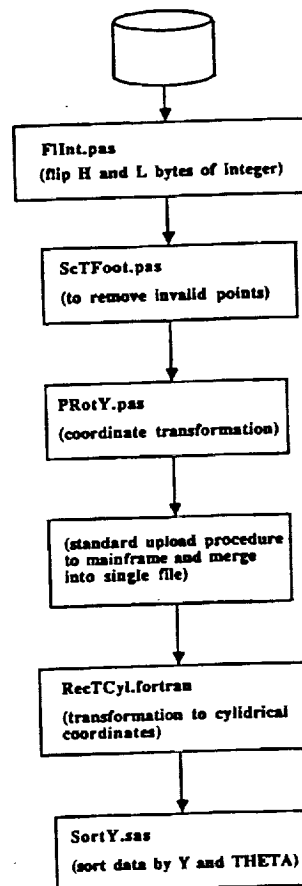 FlInt.pas
(flip H and L bytes of integer)
ScTFoot.pas
(to remove invalid points)
PRotY.pas
(coordinate transformation)
(standard upload procedure
to mainframe and merge
into single file)
RecTCyl.fortran
(transformation to cylidrical
coordinates)
SortY.sas
(sort data by Y and THETA)